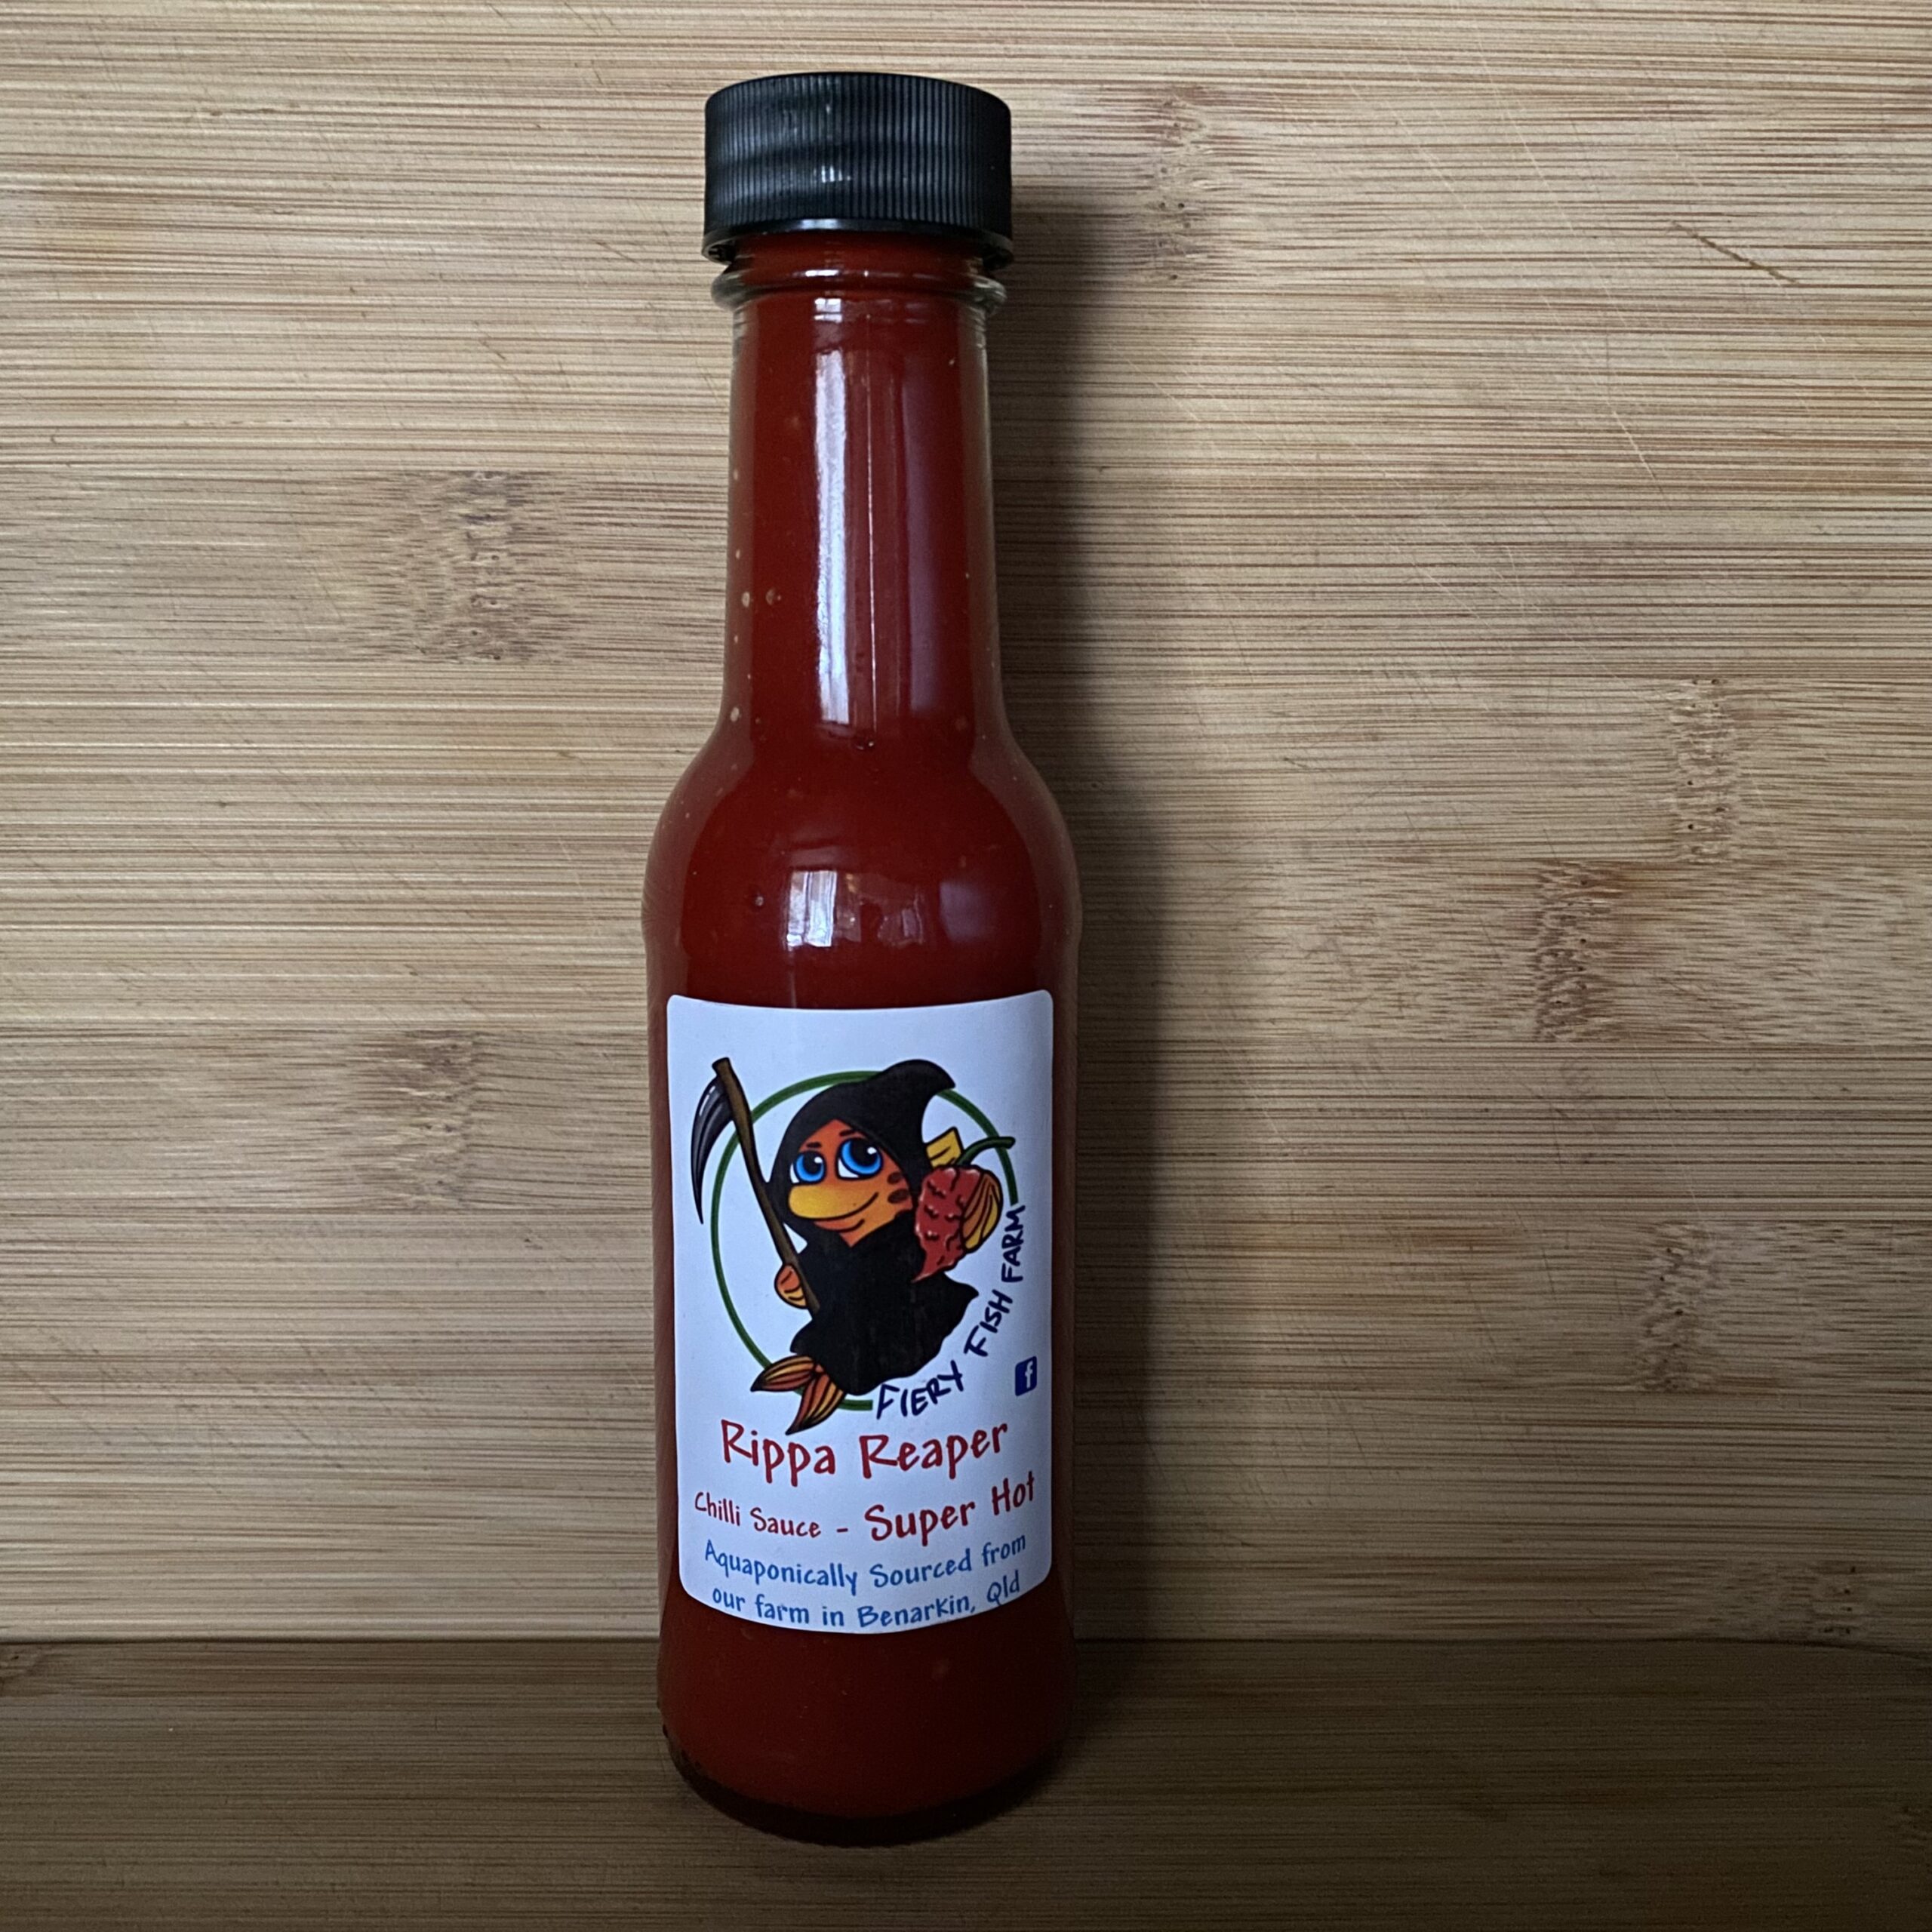 FIERY FISH FARM
f
Rippa Reaper
Chilli Sauce - Super Hot
Aquaponically Sourced from
our farm in Benarkin, Qld